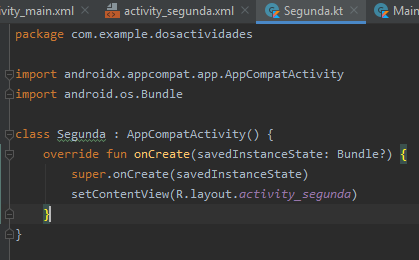 ivity_main.xml activity_segunda.xml Segunda.kt Main
package com.example.dosactividades
import androidx.appcompat.app.AppCompatActivity
import android.os.Bundle
class Segunda : AppCompatActivity() {
override fun onCreate(savedInstanceState: Bundle?) {
super.onCreate(savedInstanceState)
setContentView(R.layout.activity_segunda)
}
}